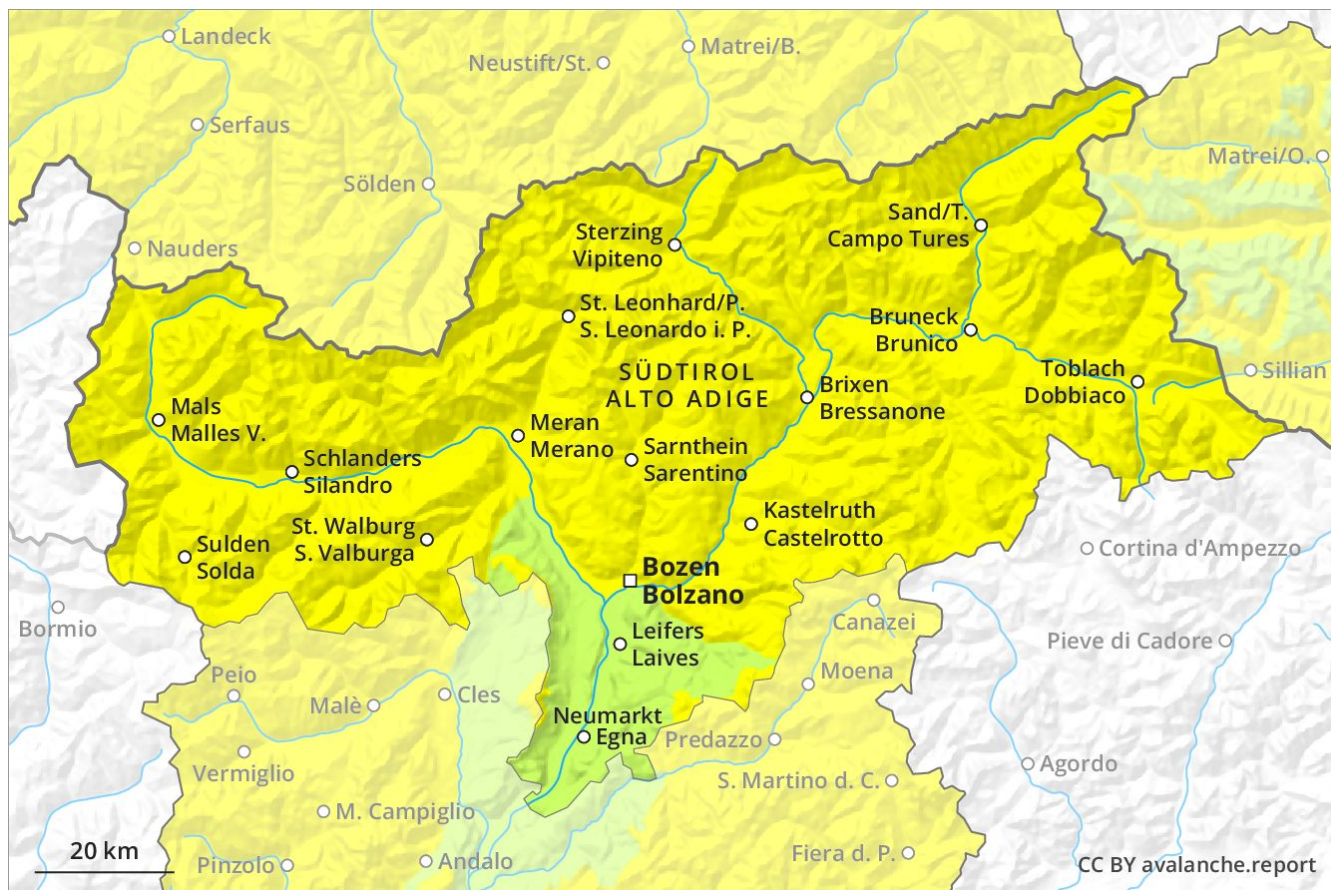 Landeck
Matrei/B.
Neustift/St.
Serfaus
Matrei/O.
Sölden
Sand/T.
Campo Tures
Sterzing
Vipiteno
Nauders
St. Leonhard/P.
S. Leonardo i. P.
Bruneck
Brunico
SÜDTIROL
ALTO ADIGE
Toblach
Dobbiaco
Sillian
Brixen
Bressanone
Mals
Malles V.
Meran
Merano
Sarnthein
Sarentino
Schlanders
Silandro
Kastelruth
Castelrotto
St. Walburg
S. Valburga
Sulden
Solda
Cortina d'Ampezzo
Bozen
Bolzano
Bormio
Canazei
Leifers
Laives
Pieve di Cadore
Peio
Moena
Malè
Cles
Neumarkt
Egna
Predazzo
Vermiglio
Agordo
S. Martino d. C.
M. Campiglio
20 km
Pinzolo
Andalo
Fiera d. P.
CC BY avalanche.report